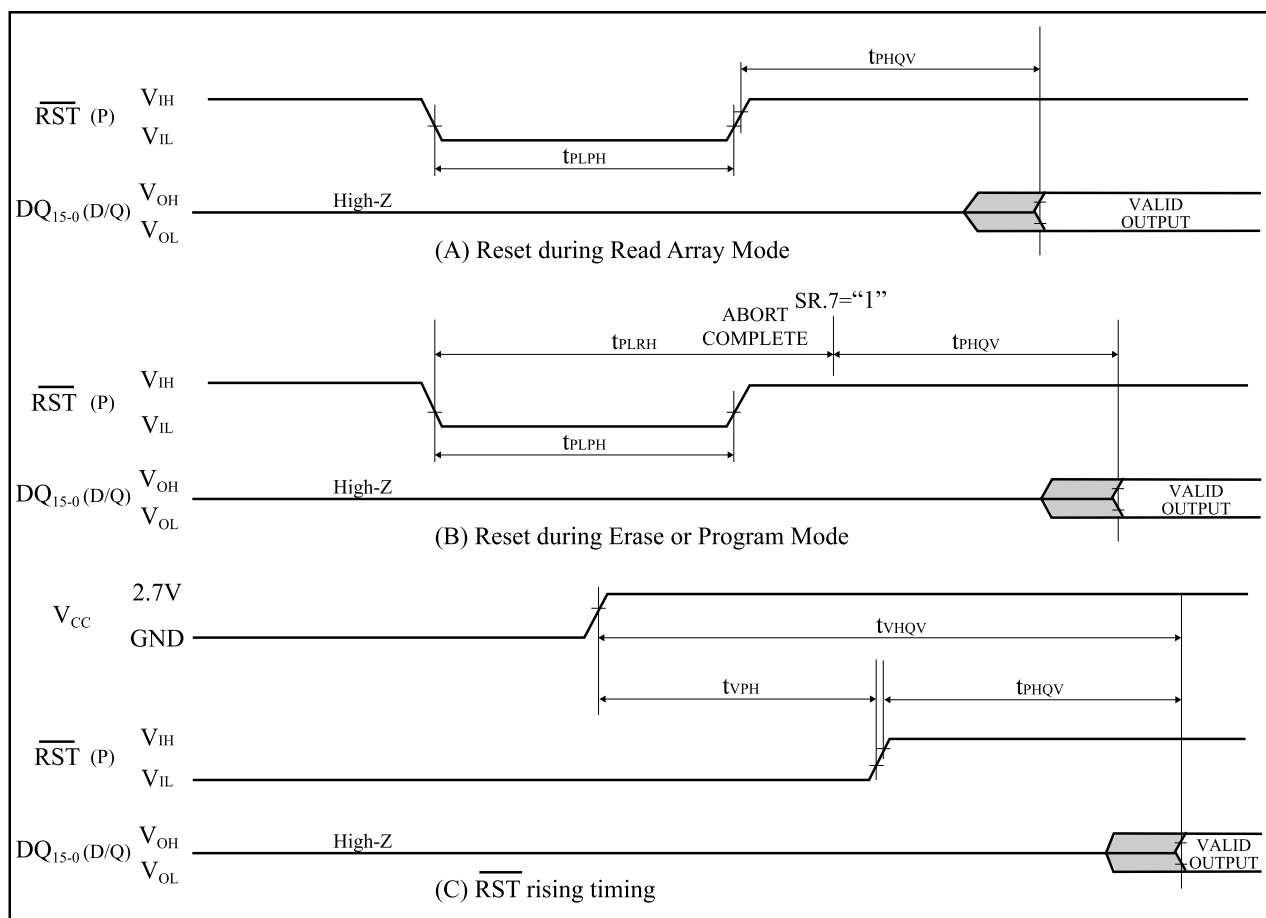 tPHQV
VIH
RST (P)
VIL
tPLPH
VOH
High-Z
DQ15-0 (D/Q)
VALID
OUTPUT
VOL
(A) Reset during Read Array Mode
SR.7=“1”
ABORT
COMPLETE
tPLRH
tPHQV
VIH
RST (P)
VIL
tPLPH
VOH
High-Z
DQ15-0 (D/Q)
VALID
OUTPUT
VOL
(B) Reset during Erase or Program Mode
2.7V
VCC
GND
tVHQV
tVPH
tPHQV
VIH
RST (P)
VIL
VOH
High-Z
DQ15-0 (D/Q)
VALID
OUTPUT
VOL
(C) RST rising timing